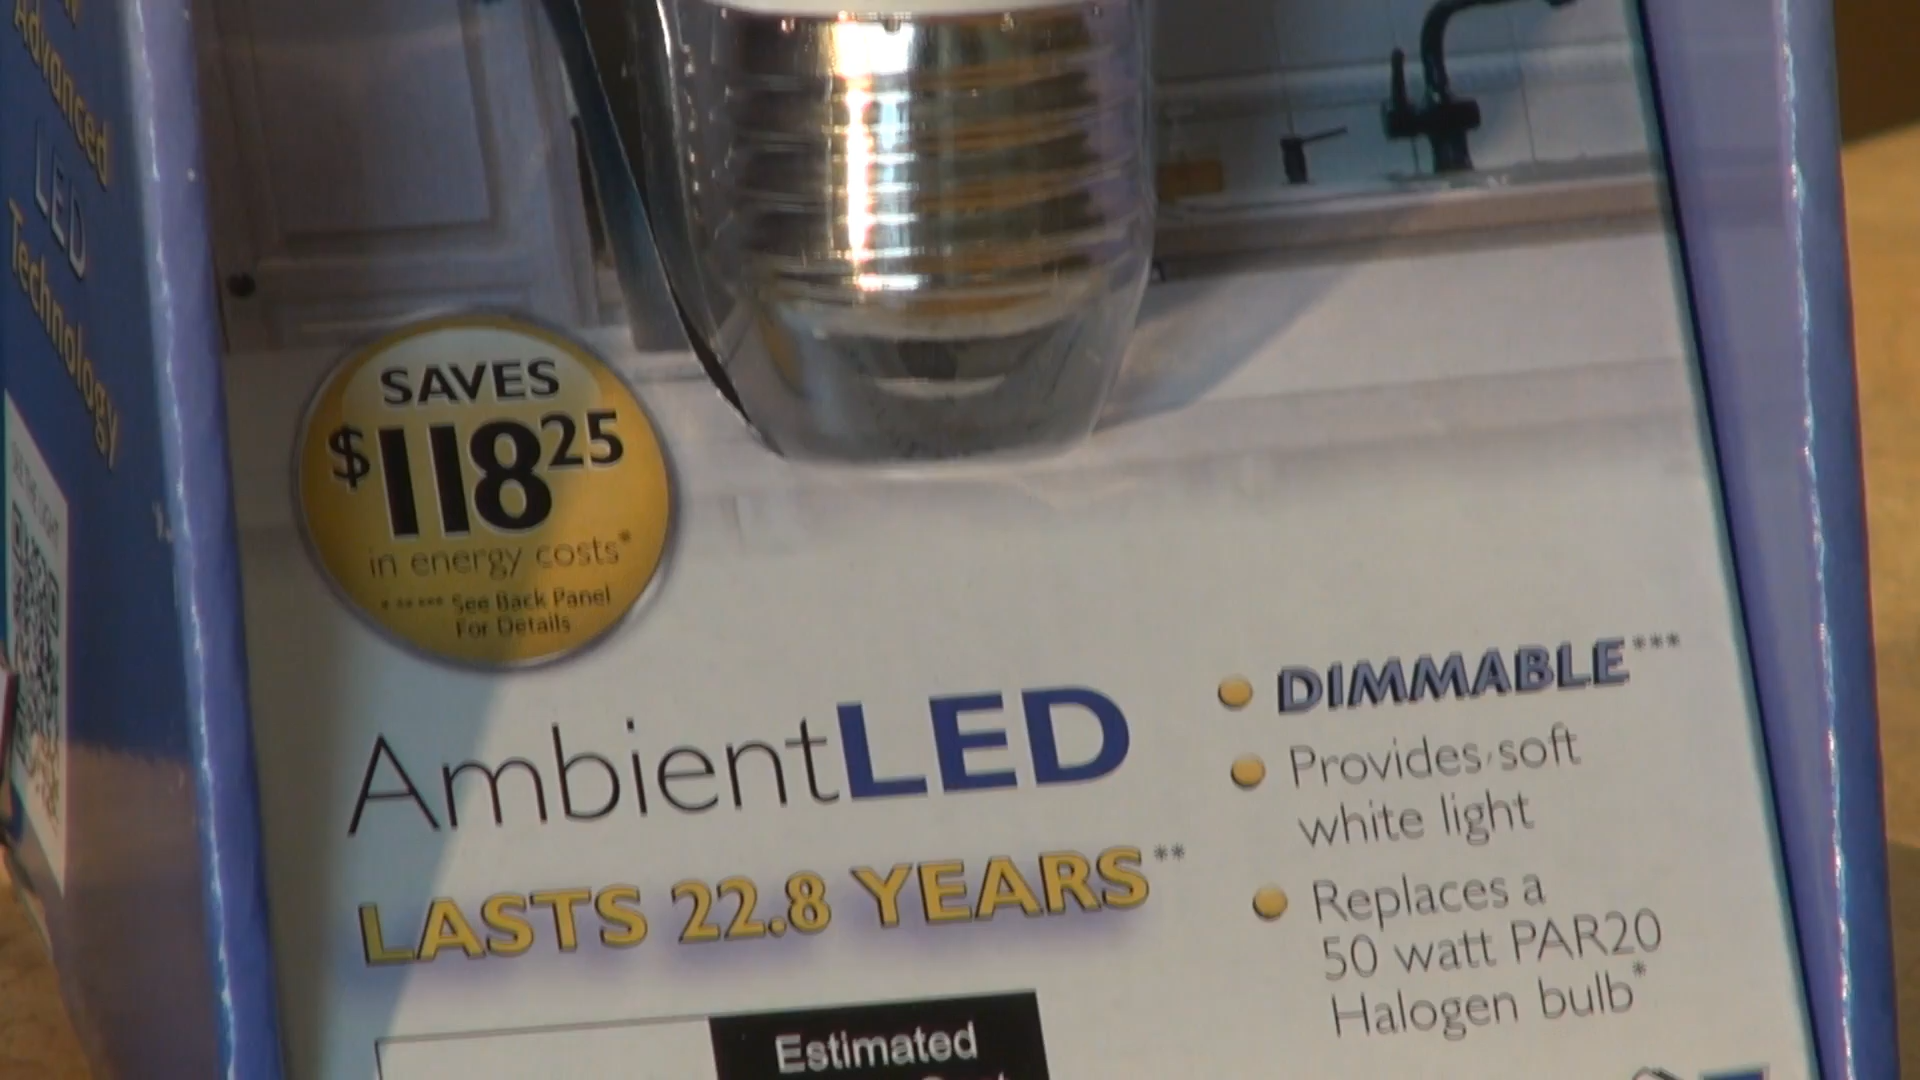 Advanced
LED
Technology
SAVES
$118.25
in energy costs*
* ** *** See Back Panel
For Details
AmbientLED
LASTS 22.8 YEARS**
DIMMABLE***
Provides soft
white light
Replaces a
50 watt PAR20
Halogen bulb*
Estimated